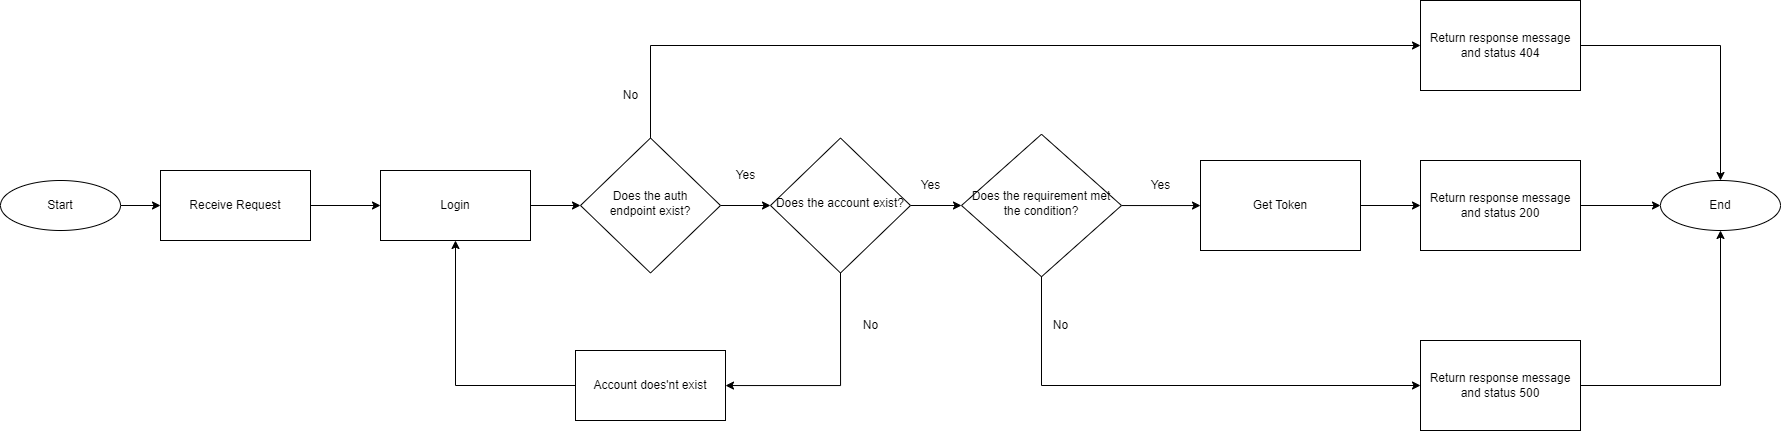 Return response message
and status 404
No
Start
Receive Request
Login
Does the auth
endpoint exist?
Yes
Does the account exist?
Yes
Does the requirement met
the condition?
Yes
Get Token
Return response message
and status 200
End
No
No
Account does'nt exist
Return response message
and status 500